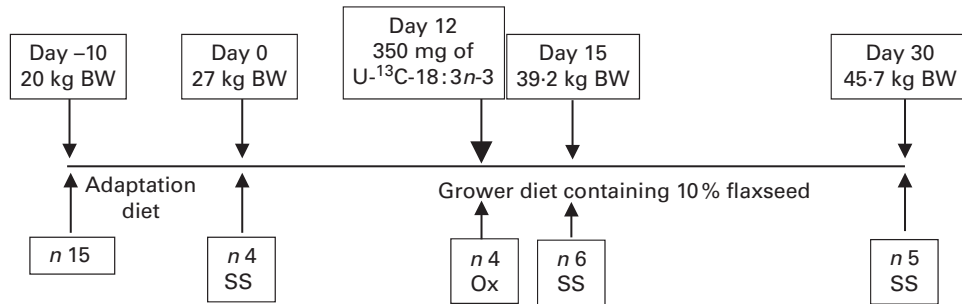 Day –10
20 kg BW
Day 0
27 kg BW
Day 12
350 mg of
U-¹³C-18:3n-3
Day 15
39·2 kg BW
Day 30
45·7 kg BW
Adaptation
diet
Grower diet containing 10 % flaxseed
n 15
n 4
SS
n 4
Ox
n 6
SS
n 5
SS